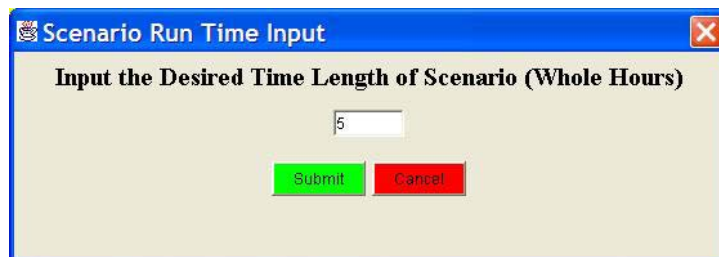 Scenario Run Time Input
Input the Desired Time Length of Scenario (Whole Hours)
5
Submit Cancel